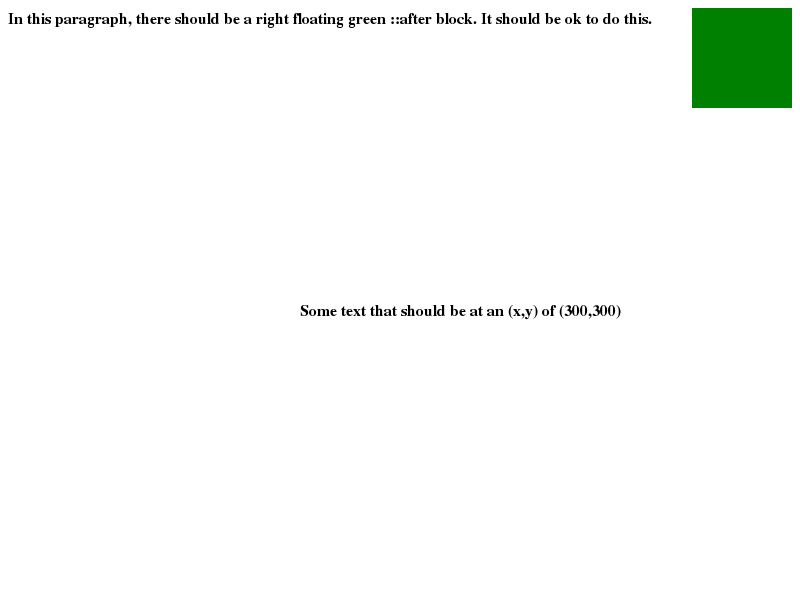 In this paragraph, there should be a right floating green ::after block. It should be ok to do this.
Some text that should be at an (x,y) of (300,300)